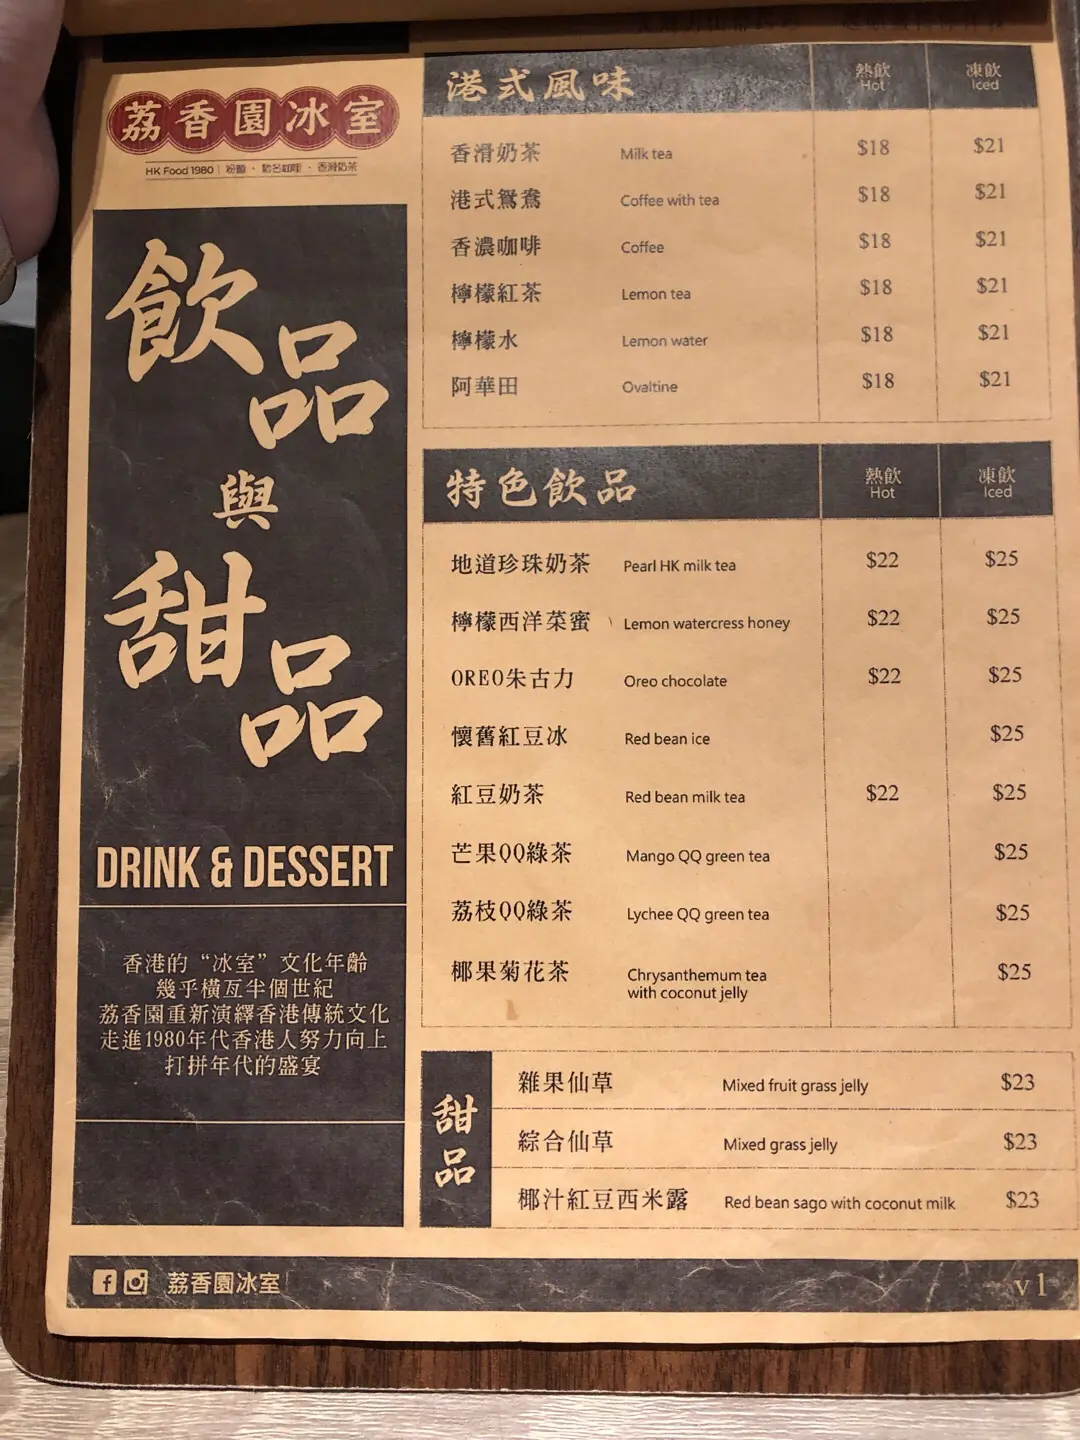 荔香園冰室
HK Food 1980
香滑奶茶
飲品
與
甜品
DRINK & DESSERT
香港的“冰室”文化年齡
幾乎橫亙半個世紀
荔香園重新演繹香港傳統文化
走進1980年代香港人努力向上
打拼年代的盛宴
港式風味 熱飲 Hot 凍飲 Iced
香滑奶茶 Milk tea $18 $21
港式鴛鴦 Coffee with tea $18 $21
香濃咖啡 Coffee $18 $21
檸檬紅茶 Lemon tea $18 $21
檸檬水 Lemon water $18 $21
阿華田 Ovaltine $18 $21
特色飲品 熱飲 Hot 凍飲 Iced
地道珍珠奶茶 Pearl HK milk tea $22 $25
檸檬西洋菜蜜 Lemon watercress honey $22 $25
OREO朱古力 Oreo chocolate $22 $25
懷舊紅豆冰 Red bean ice $25
紅豆奶茶 Red bean milk tea $22 $25
芒果QQ綠茶 Mango QQ green tea $25
荔枝QQ綠茶 Lychee QQ green tea $25
椰果菊花茶 Chrysanthemum tea $25
with coconut jelly
甜品
雜果仙草 Mixed fruit grass jelly $23
綜合仙草 Mixed grass jelly $23
椰汁紅豆西米露 Red bean sago with coconut milk $23
荔香園冰室 v1